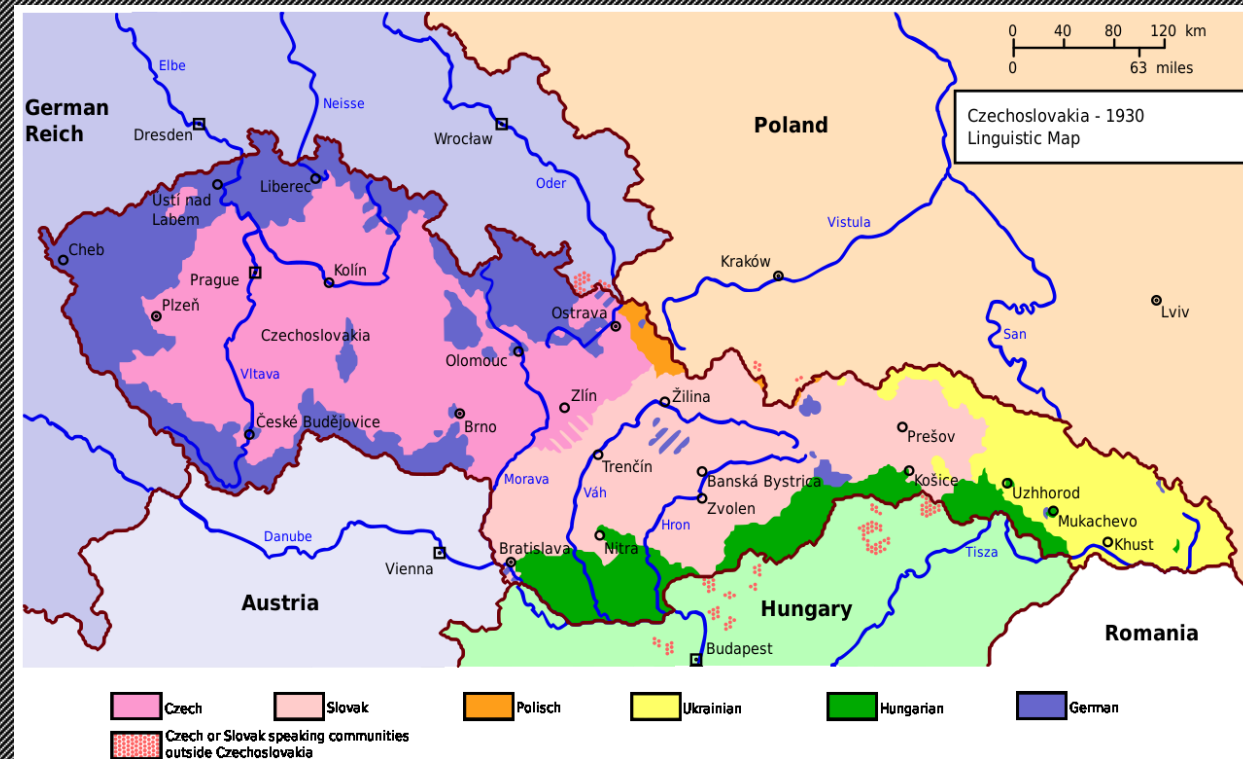 0 40 80 120 km
0 63 miles
Czechoslovakia - 1930
Linguistic Map
German
Reich
Elbe
Neisse
Dresden
Wrocław
Poland
Oder
Liberec
Ústí nad
Labem
Cheb
Vistula
Prague
Kolín
Kraków
Plzeň
Ostrava
Lviv
Czechoslovakia
San
Olomouc
Vltava
Zlín
Žilina
České Budějovice
Brno
Prešov
Trenčín
Morava
Váh
Banská Bystrica
Košice
Zvolen
Uzhhorod
Hron
Mukachevo
Danube
Bratislava
Nitra
Khust
Tisza
Vienna
Austria
Hungary
Romania
Budapest
Czech
Slovak
Polisch
Ukrainian
Hungarian
German
Czech or Slovak speaking communities
outside Czechoslovakia